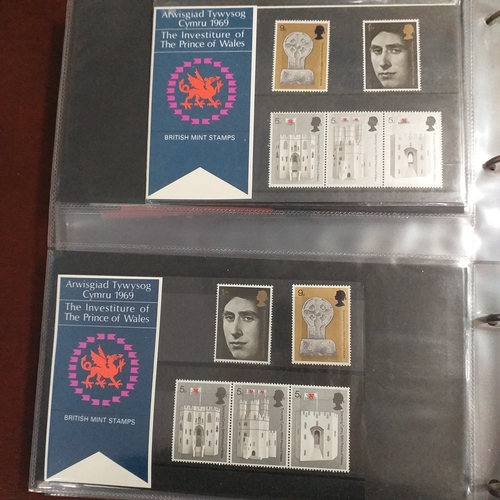 Arwisgiad Tywysog
Cymru 1969
The Investiture of
The Prince of Wales
BRITISH MINT STAMPS
9D
5D
5D
Arwisgiad Tywysog
Cymru 1969
The Investiture of
The Prince of Wales
BRITISH MINT STAMPS
9D
5D
5D
5D